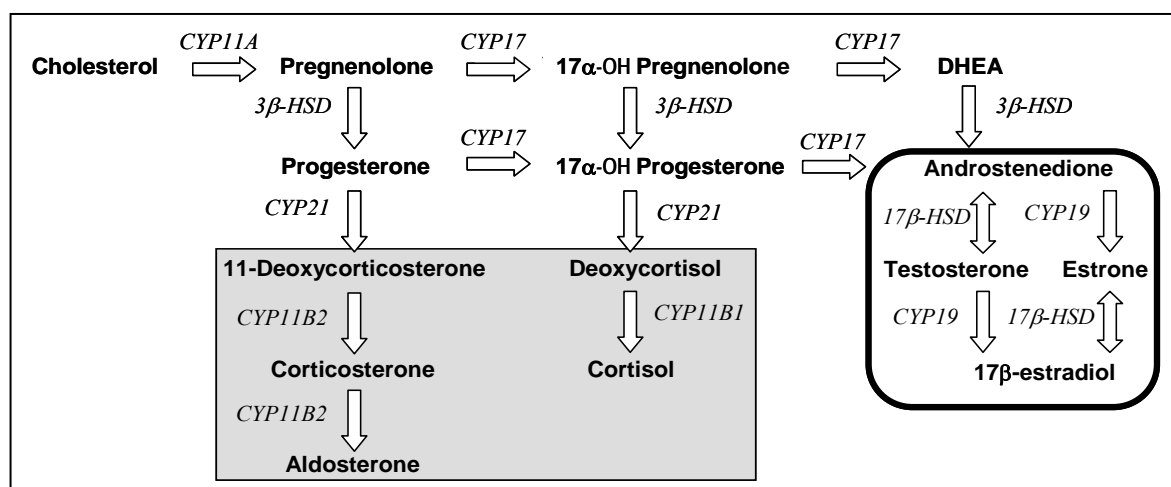 CYP11A CYP17 CYP17
Cholesterol Pregnenolone 17α-OH Pregnenolone DHEA
3β-HSD 3β-HSD 3β-HSD
CYP17 CYP17
Progesterone 17α-OH Progesterone Androstenedione
CYP21 CYP21 17β-HSD CYP19
11-Deoxycorticosterone Deoxycortisol Testosterone Estrone
CYP11B2 CYP11B1 CYP19 17β-HSD
Corticosterone Cortisol 17β-estradiol
CYP11B2
Aldosterone